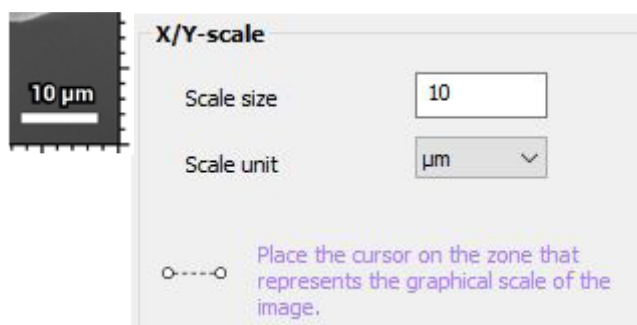 10 µm
X/Y-scale
Scale size
10
Scale unit
µm
Place the cursor on the zone that
represents the graphical scale of the
image.